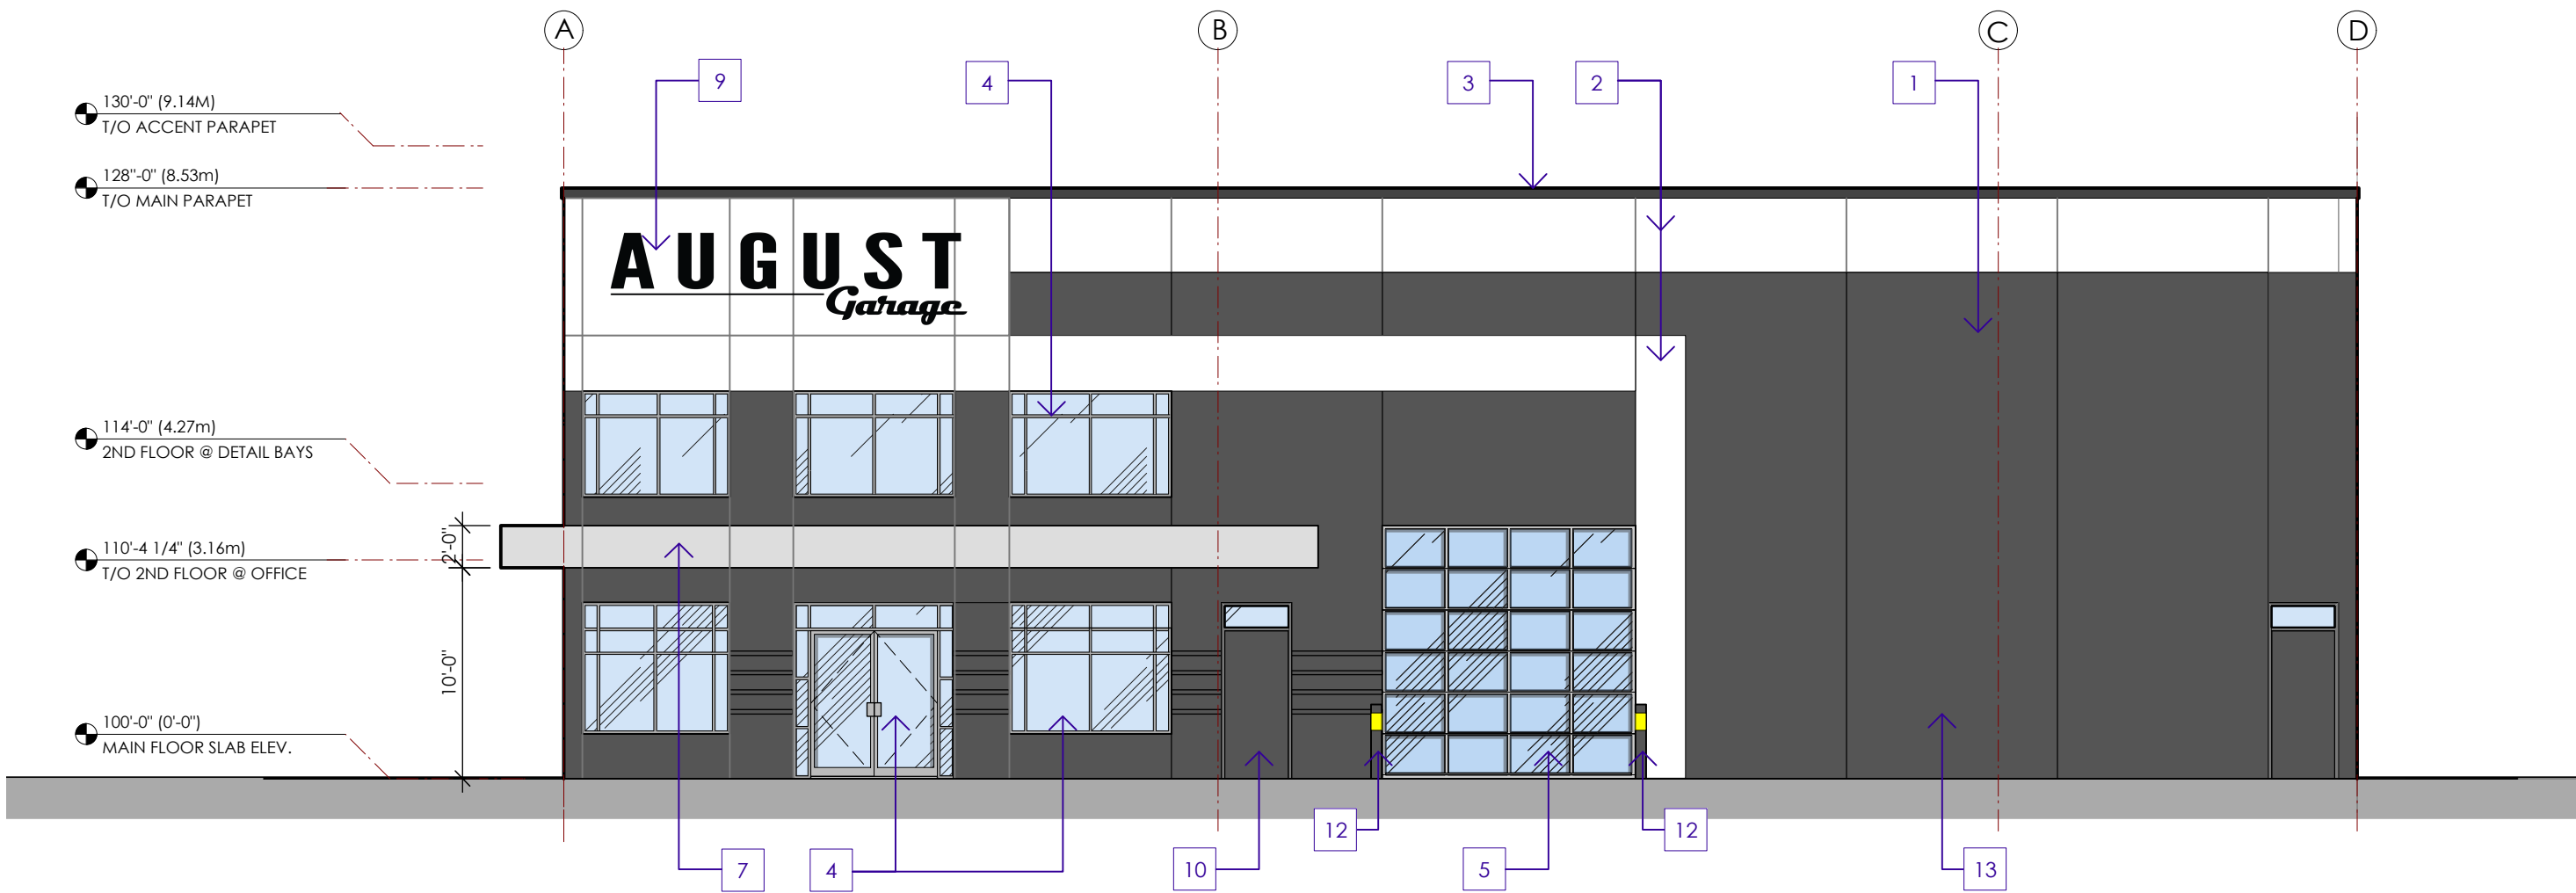 A
B
C
D
9
4
3
2
1
130'-0" (9.14M)
T/O ACCENT PARAPET
128"-0" (8.53m)
T/O MAIN PARAPET
AUGUST
Garage
114'-0" (4.27m)
2ND FLOOR @ DETAIL BAYS
2'-0"
110'-4 1/4" (3.16m)
T/O 2ND FLOOR @ OFFICE
10'-0"
100'-0" (0'-0")
MAIN FLOOR SLAB ELEV.
12
12
7
4
10
5
13